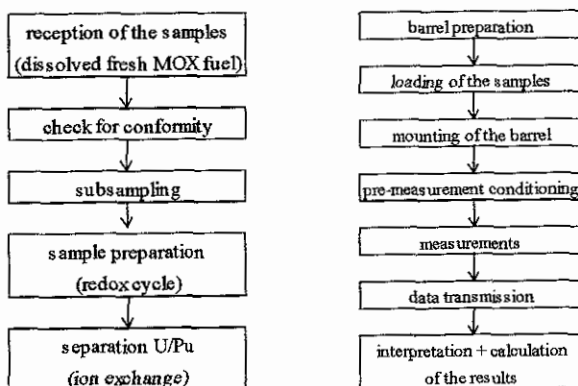 reception of the samples
(dissolved fresh MOX fuel)
check for conformity
subsampling
sample preparation
(redox cycle)
separation U/Pu
(ion exchange)
barrel preparation
loading of the samples
mounting of the barrel
pre-measurement conditioning
measurements
data transmission
interpretation + calculation
of the results